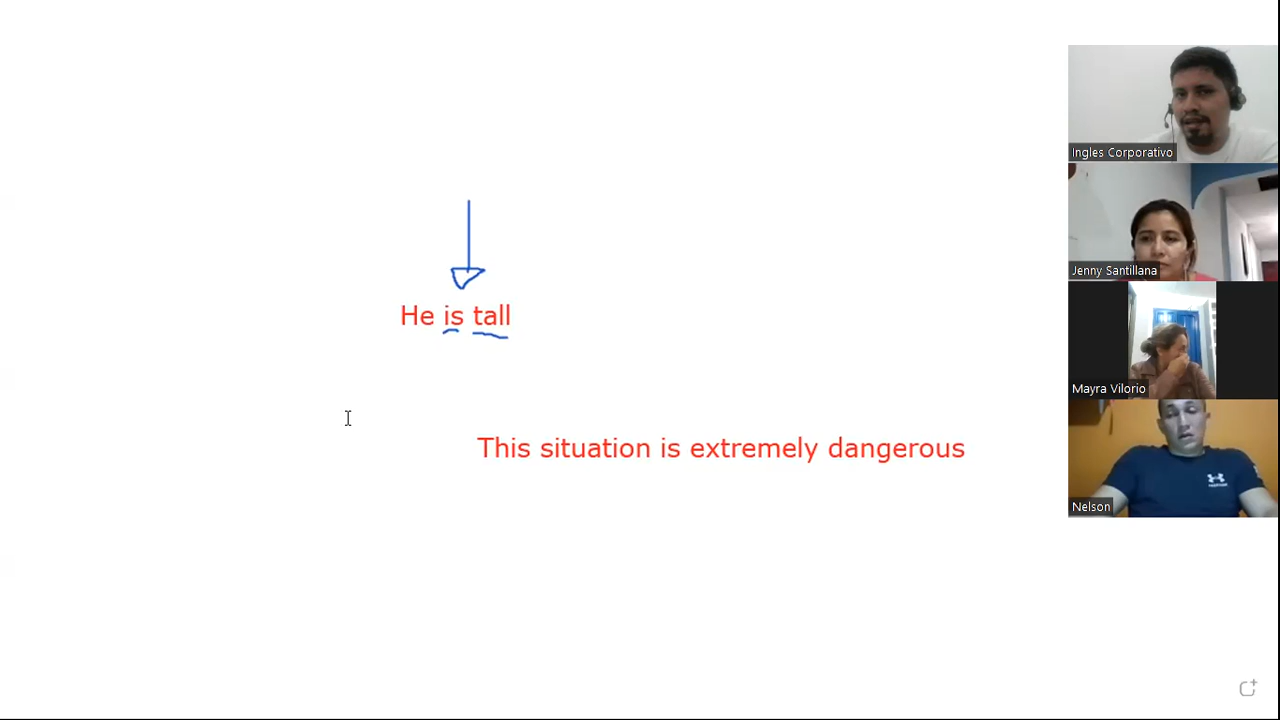 Ingles Corporativo
Jenny Santillana
He is tall
Mayra Vilorio
This situation is extremely dangerous
Nelson